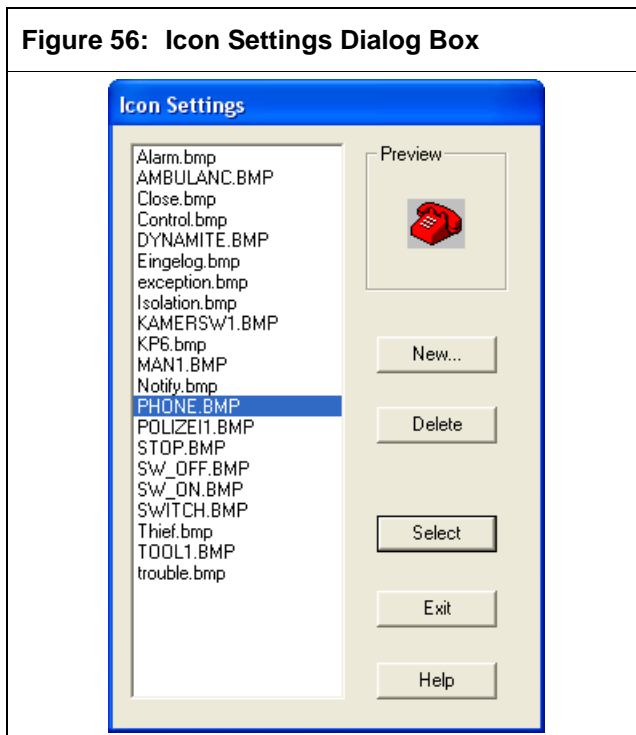 Figure 56:  Icon Settings Dialog Box
Icon Settings
Alarm.bmp
AMBULANC.BMP
Close.bmp
Control.bmp
DYNAMITE.BMP
Eingelog.bmp
exception.bmp
Isolation.bmp
KAMERSW1.BMP
KP6.bmp
MAN1.BMP
Notify.bmp
PHONE.BMP
POLIZEI1.BMP
STOP.BMP
SW_OFF.BMP
SW_ON.BMP
SWITCH.BMP
Thief.bmp
TOOL1.BMP
trouble.bmp
Preview
New...
Delete
Select
Exit
Help